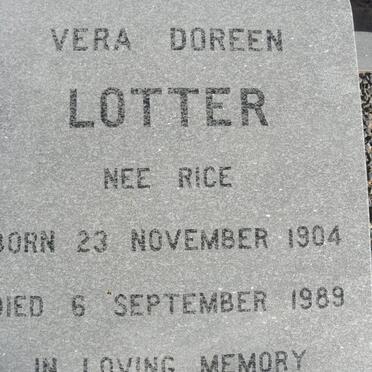 VERA DOREEN
LOTTER
NEE RICE
BORN 23 NOVEMBER 1904
DIED 6 SEPTEMBER 1989
IN LOVING MEMORY